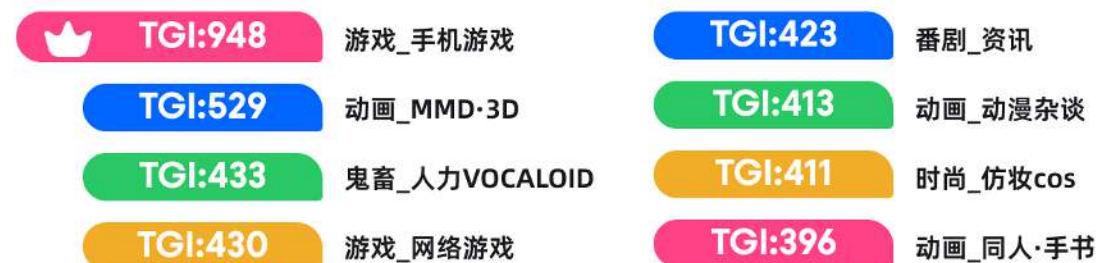 TGI:948 游戏_手机游戏
TGI:529 动画_MMD·3D
TGI:433 鬼畜_人力VOCALOID
TGI:430 游戏_网络游戏
TGI:423 番剧_资讯
TGI:413 动画_动漫杂谈
TGI:411 时尚_仿妆cos
TGI:396 动画_同人·手书